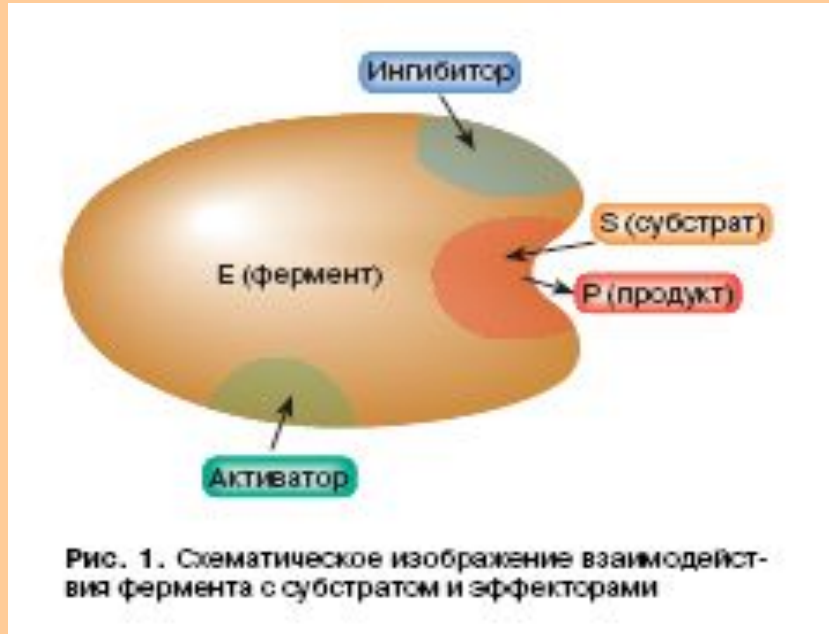 Ингибитор
S (субстрат)
E (фермент)
P (продукт)
Активатор
Рис. 1. Схематическое изображение взаимодейст-
вия фермента с субстратом и эффекторами